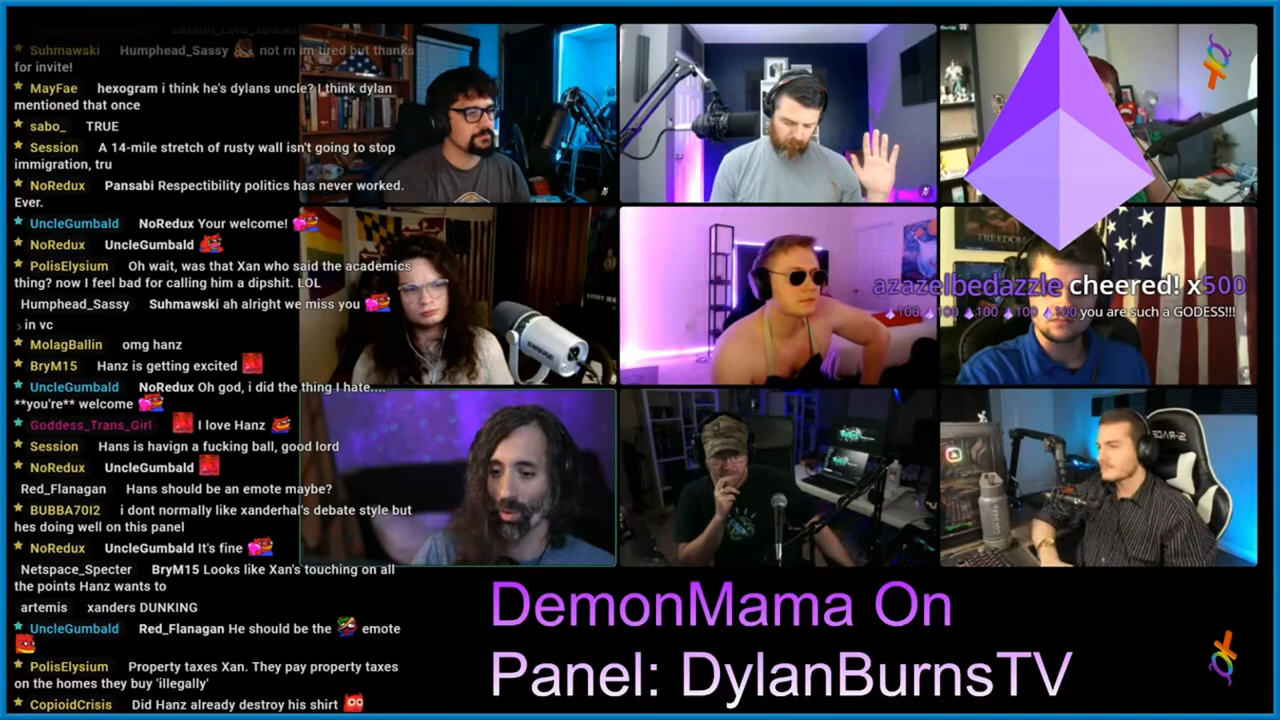 Suhmawski Humphead_Sassy not rn im tired but thanks
for invite!
MayFae hexogram i think he's dylans uncle? I think dylan
mentioned that once
sabo_ TRUE
Session A 14-mile stretch of rusty wall isn't going to stop
immigration, tru
NoRedux Pansabi Respectibility politics has never worked.
Ever.
UncleGumbald NoRedux Your welcome!
NoRedux UncleGumbald
PolisElysium Oh wait, was that Xan who said the academics
thing? now I feel bad for calling him a dipshit. LOL
Humphead_Sassy Suhmawski ah alright we miss you
in vc
MolagBallin omg hanz
BryM15 Hanz is getting excited
UncleGumbald NoRedux Oh god, i did the thing I hate....
**you're** welcome
Goddess_Trans_Girl I love Hanz
Session Hans is havign a fucking ball, good lord
NoRedux UncleGumbald
Red_Flanagan Hans should be an emote maybe?
BUBBA70I2 i dont normally like xanderhal's debate style but
hes doing well on this panel
NoRedux UncleGumbald It's fine
Netspace_Specter BryM15 Looks like Xan's touching on all
the points Hanz wants to
artemis xanders DUNKING
UncleGumbald Red_Flanagan He should be the emote
PolisElysium Property taxes Xan. They pay property taxes
on the homes they buy 'illegally'
CopioidCrisis Did Hanz already destroy his shirt
FREEDOM
azazelbedazzle cheered! x500
100 100 100 100 100 you are such a GODESS!!!
SHURE
S-RACE
DemonMama On
Panel: DylanBurnsTV